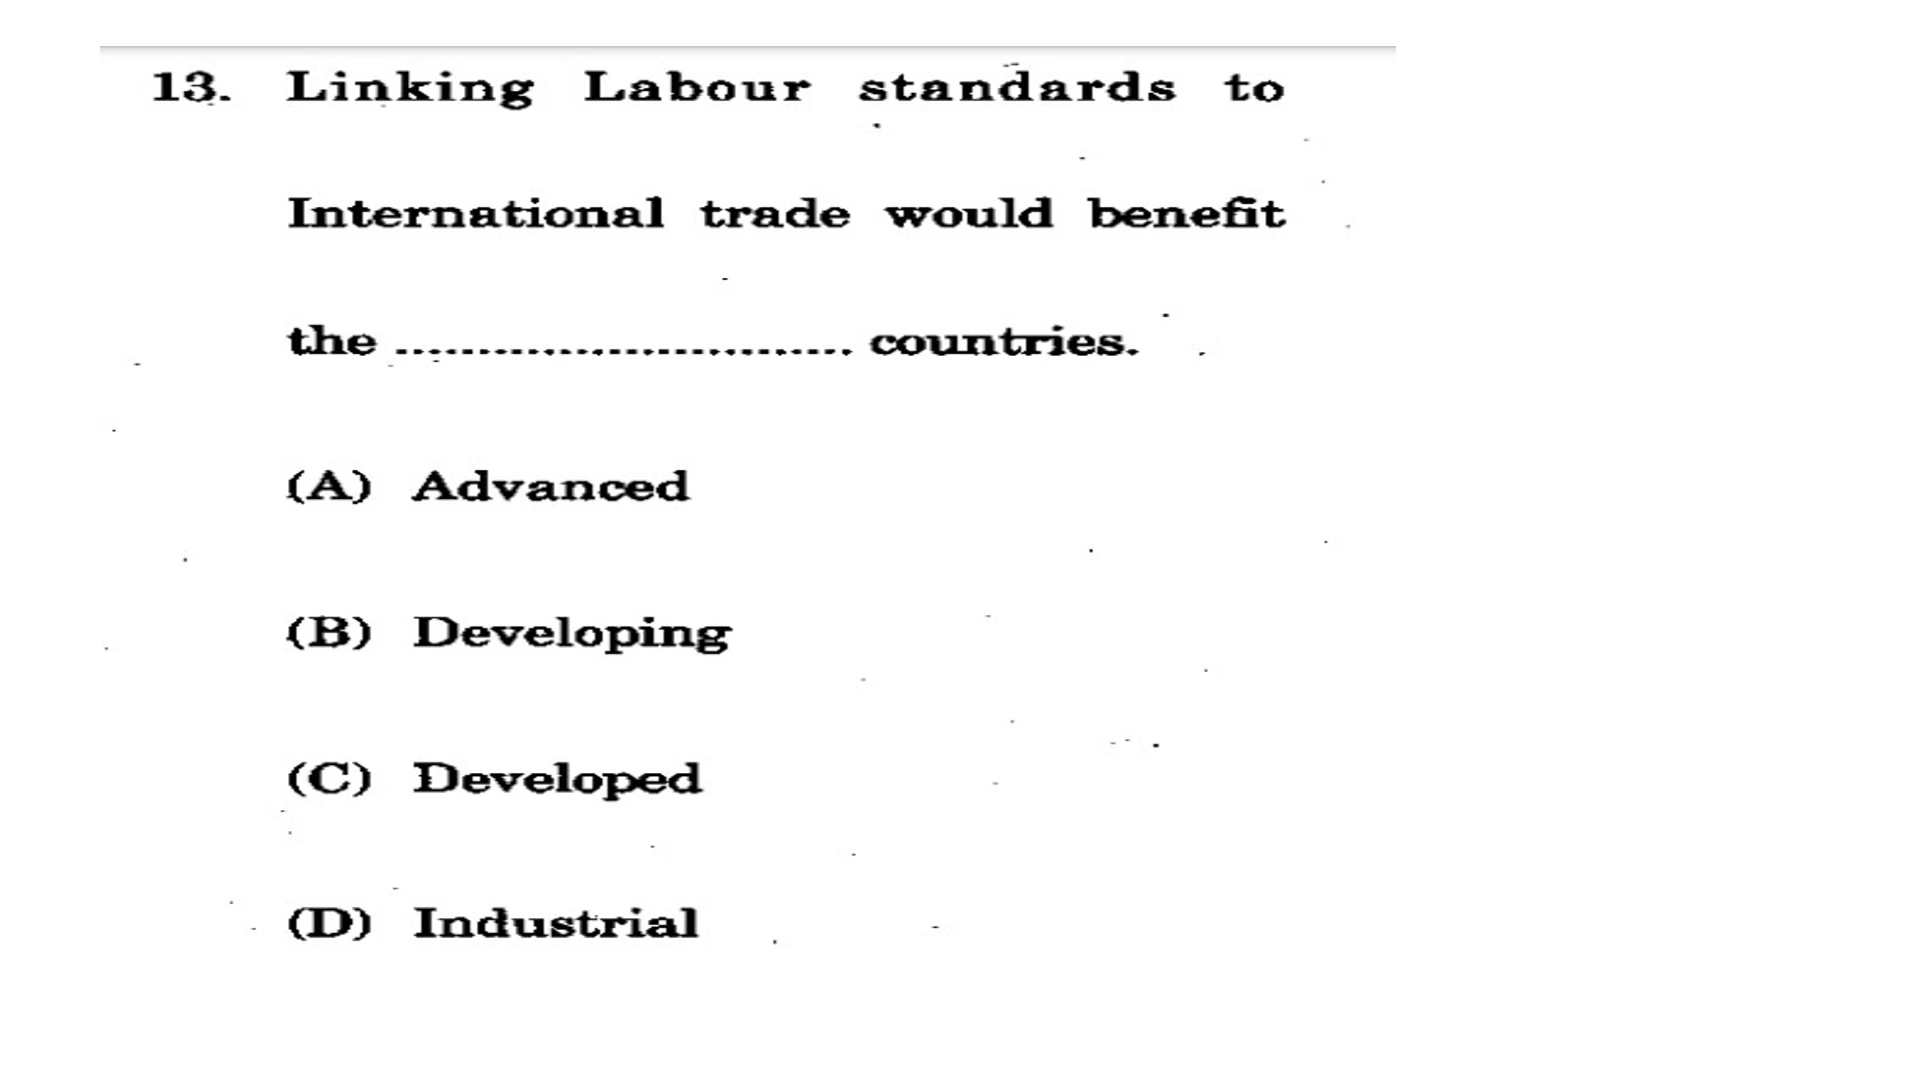 13. Linking Labour standards to
International trade would benefit
the ............................ countries.
(A) Advanced
(B) Developing
(C) Developed
(D) Industrial